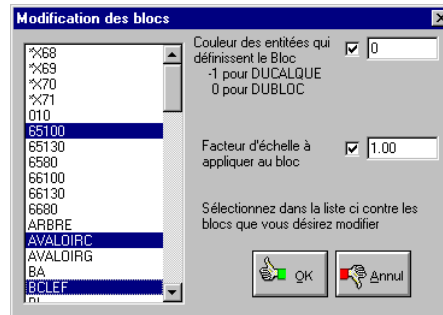 Modification des blocs
*X68
*X69
*X70
*X71
010
65100
65130
6580
66100
66130
6680
ARBRE
AVALOIRC
AVALOIRG
BA
BCLEF
Couleur des entitées qui
définissent le Bloc
-1 pour DUCALQUE
0 pour DUBLOC
0
Facteur d'échelle à
appliquer au bloc
1.00
Sélectionnez dans la liste ci contre les
blocs que vous désirez modifier
OK
Annul